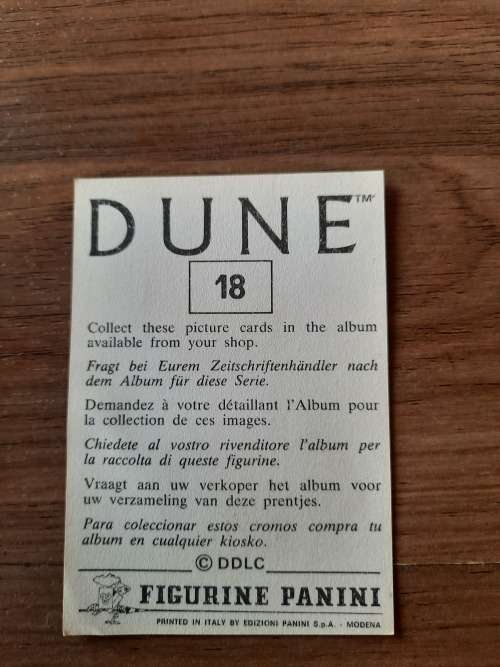 DUNE™
18
Collect these picture cards in the album
available from your shop.
Fragt bei Eurem Zeitschriftenhändler nach
dem Album für diese Serie.
Demandez à votre détaillant l'Album pour
la collection de ces images.
Chiedete al vostro rivenditore l'album per
la raccolta di queste figurine.
Vraagt aan uw verkoper het album voor
uw verzameling van deze prentjes.
Para coleccionar estos cromos compra tu
album en cualquier kiosko.
© DDLC
FIGURINE PANINI
PRINTED IN ITALY BY EDIZIONI PANINI S.p.A. - MODENA